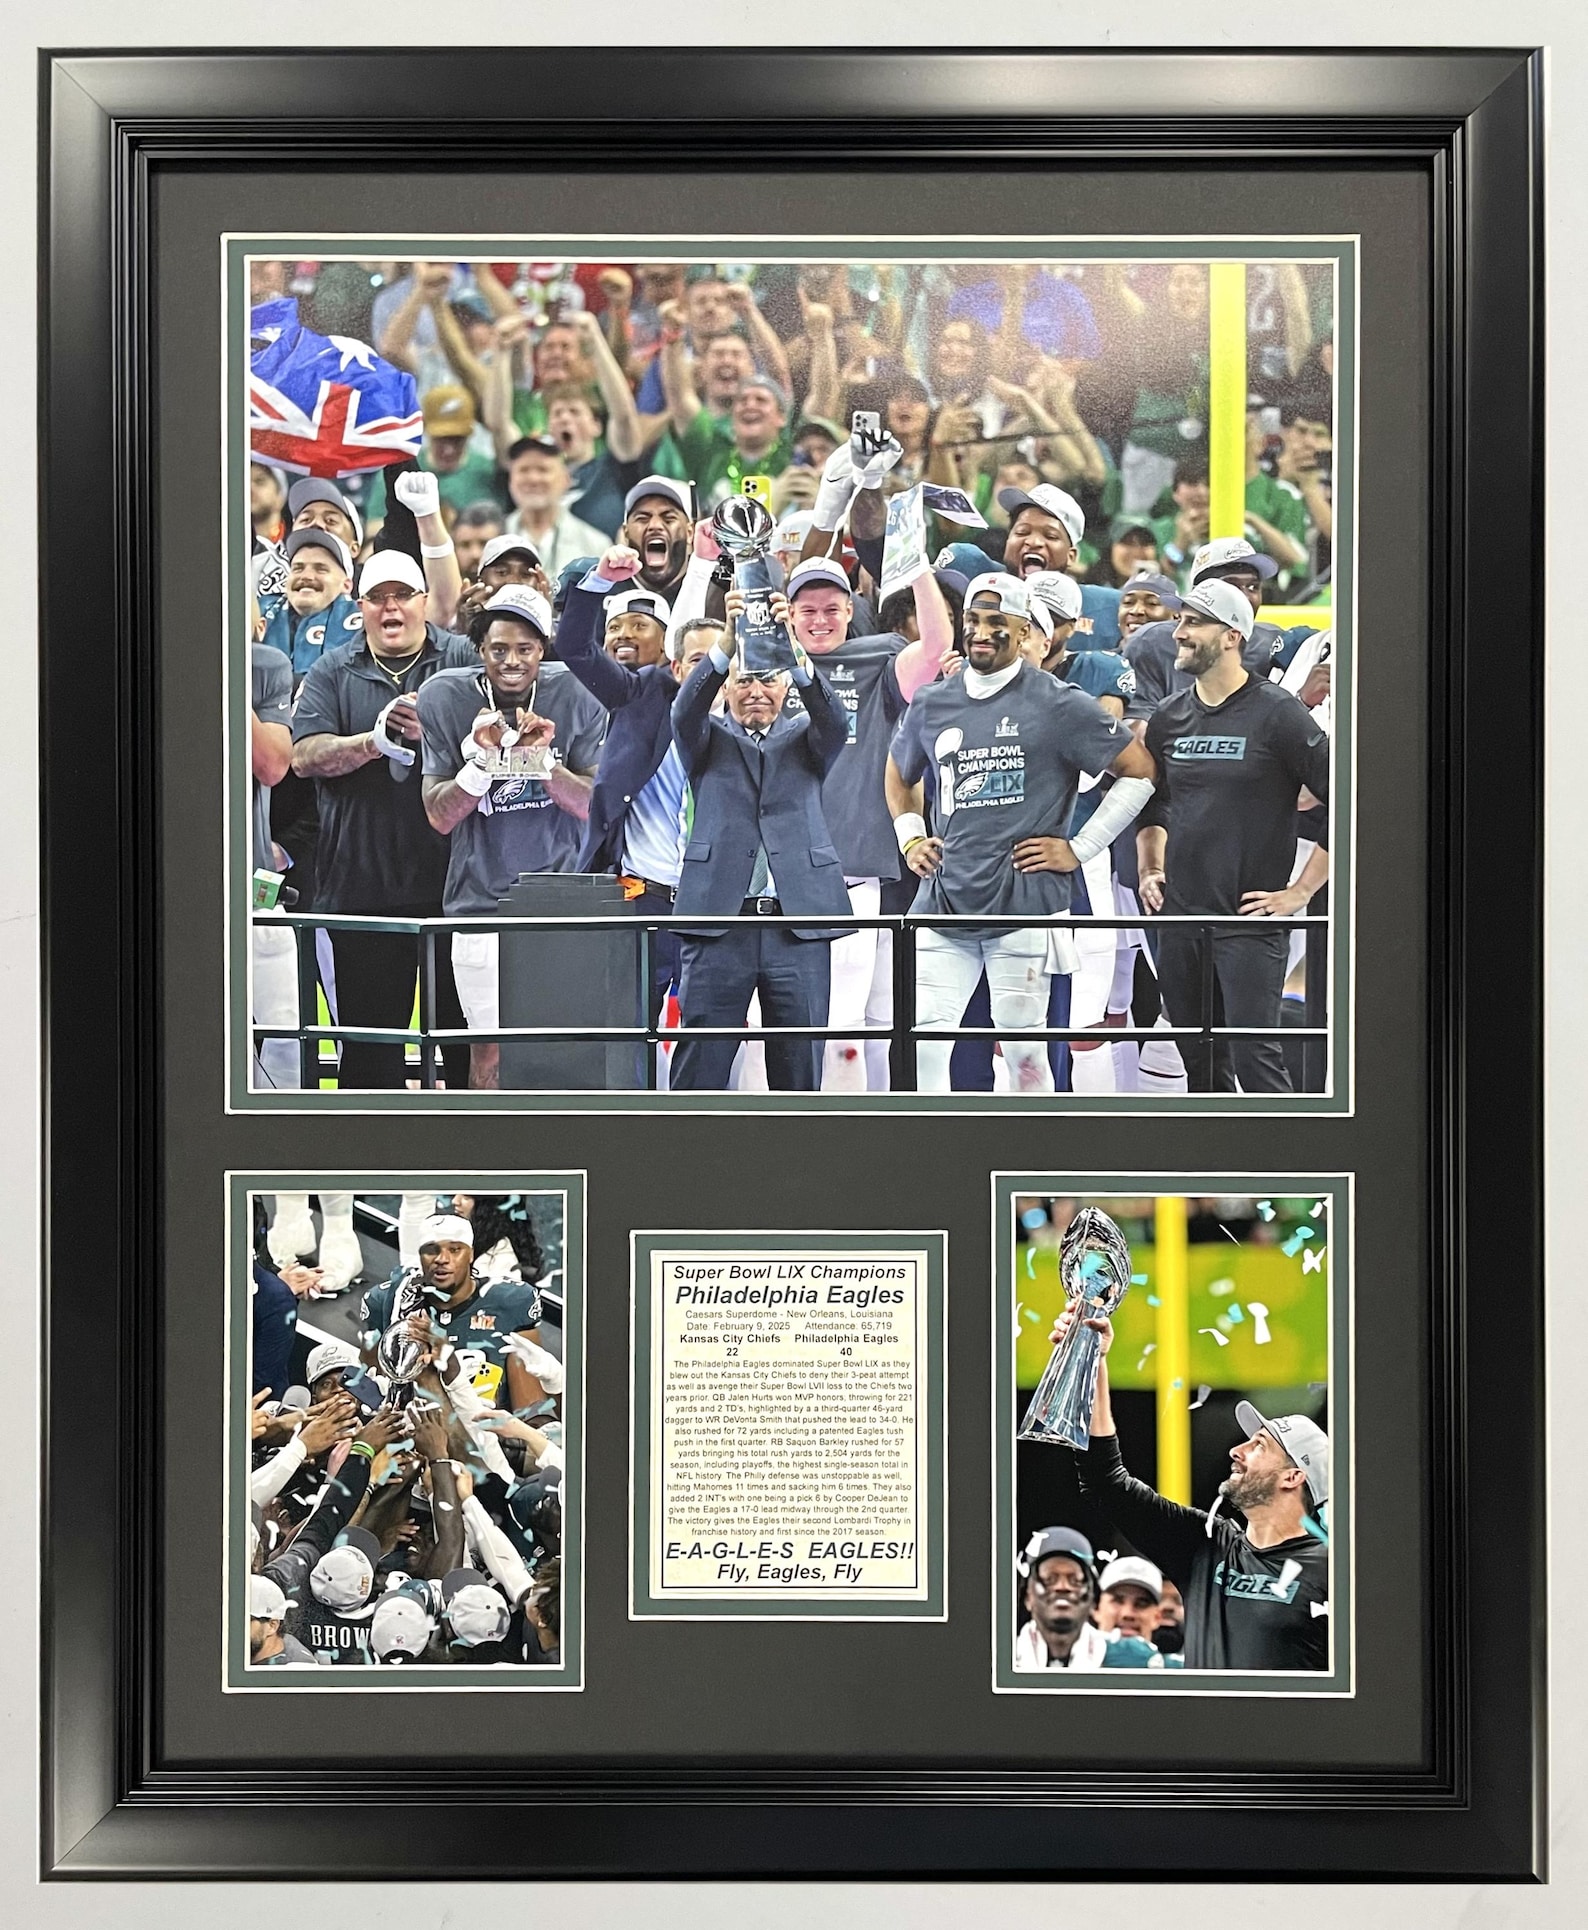 SUPER BOWL
CHAMPIONS
LIX
PHILADELPHIA EAGLES
EAGLES
SUPER BOWL
PHILADELPHIA EAGLES
LIX
BROW
Super Bowl LIX Champions
Philadelphia Eagles
Caesars Superdome - New Orleans, Louisiana
Date: February 9, 2025 Attendance: 65,719
Kansas City Chiefs Philadelphia Eagles
22 40
The Philadelphia Eagles dominated Super Bowl LIX as they
blew out the Kansas City Chiefs to deny their 3-peat attempt
as well as avenge their Super Bowl LVII loss to the Chiefs two
years prior. QB Jalen Hurts won MVP honors, throwing for 221
yards and 2 TD's, highlighted by a a third-quarter 46-yard
dagger to WR DeVonta Smith that pushed the lead to 34-0. He
also rushed for 72 yards including a patented Eagles tush
push in the first quarter. RB Saquon Barkley rushed for 57
yards bringing his total rush yards to 2,504 yards for the
season, including playoffs, the highest single-season total in
NFL history. The Philly defense was unstoppable as well,
hitting Mahomes 11 times and sacking him 6 times. They also
added 2 INT's with one being a pick 6 by Cooper DeJean to
give the Eagles a 17-0 lead midway through the 2nd quarter.
The victory gives the Eagles their second Lombardi Trophy in
franchise history and first since the 2017 season.
E-A-G-L-E-S EAGLES!!
Fly, Eagles, Fly
EAGLES